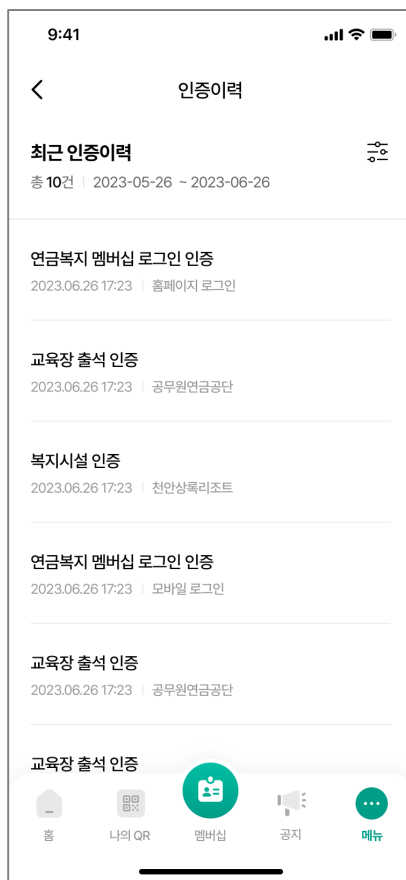 9:41
인증이력
최근 인증이력
총 10건 | 2023-05-26 ~ 2023-06-26
연금복지 멤버십 로그인 인증
2023.06.26 17:23 | 홈페이지 로그인
교육장 출석 인증
2023.06.26 17:23 | 공무원연금공단
복지시설 인증
2023.06.26 17:23 | 천안상록리조트
연금복지 멤버십 로그인 인증
2023.06.26 17:23 | 모바일 로그인
교육장 출석 인증
2023.06.26 17:23 | 공무원연금공단
교육장 출석 인증
홈 나의 QR 멤버십 공지 메뉴